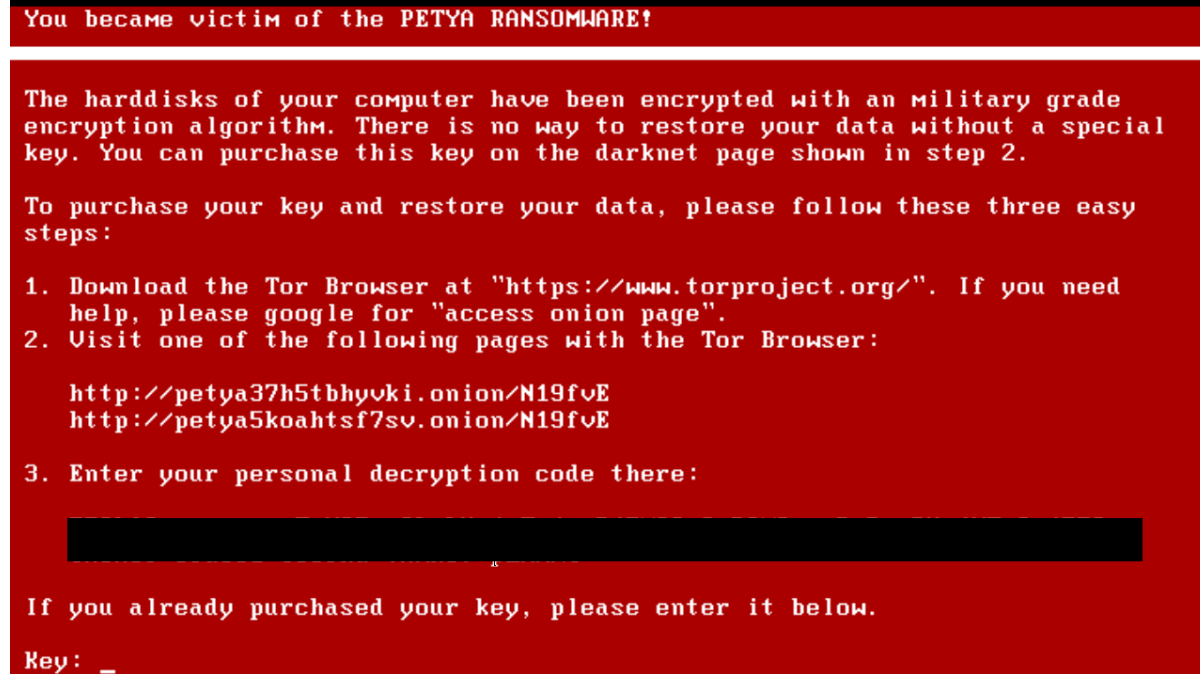 You became victim of the PETYA RANSOMWARE!
The harddisks of your computer have been encrypted with an military grade
encryption algorithm. There is no way to restore your data without a special
key. You can purchase this key on the darknet page shown in step 2.
To purchase your key and restore your data, please follow these three easy
steps:
1. Download the Tor Browser at "https://www.torproject.org/". If you need
help, please google for "access onion page".
2. Visit one of the following pages with the Tor Browser:
http://petya37h5tbhyvki.onion/N19fvE
http://petya5koahtsf7sv.onion/N19fvE
3. Enter your personal decryption code there:
If you already purchased your key, please enter it below.
Key: _